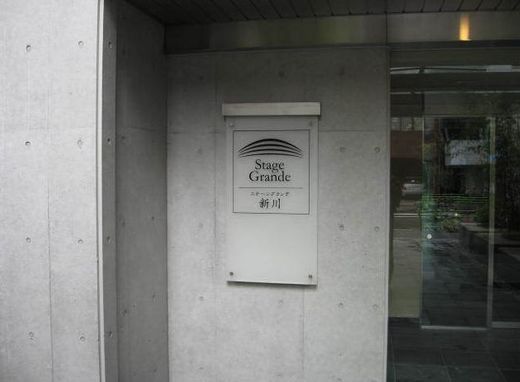 Stage
Grande
ステージグランデ
新川